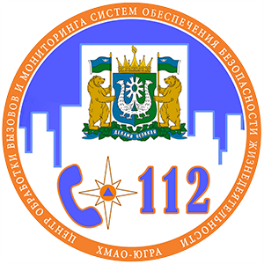 ЦЕНТР ОБРАБОТКИ ВЫЗОВОВ И МОНИТОРИНГА СИСТЕМ ОБЕСПЕЧЕНИЯ БЕЗОПАСНОСТИ ЖИЗНЕДЕЯТЕЛЬНОСТИ
112
ХМАО-ЮГРА